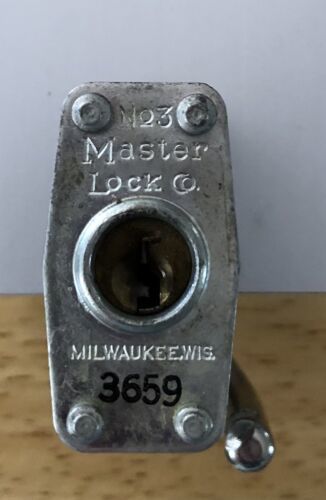 No3
Master
Lock Co.
MILWAUKEE,WIS.
3659